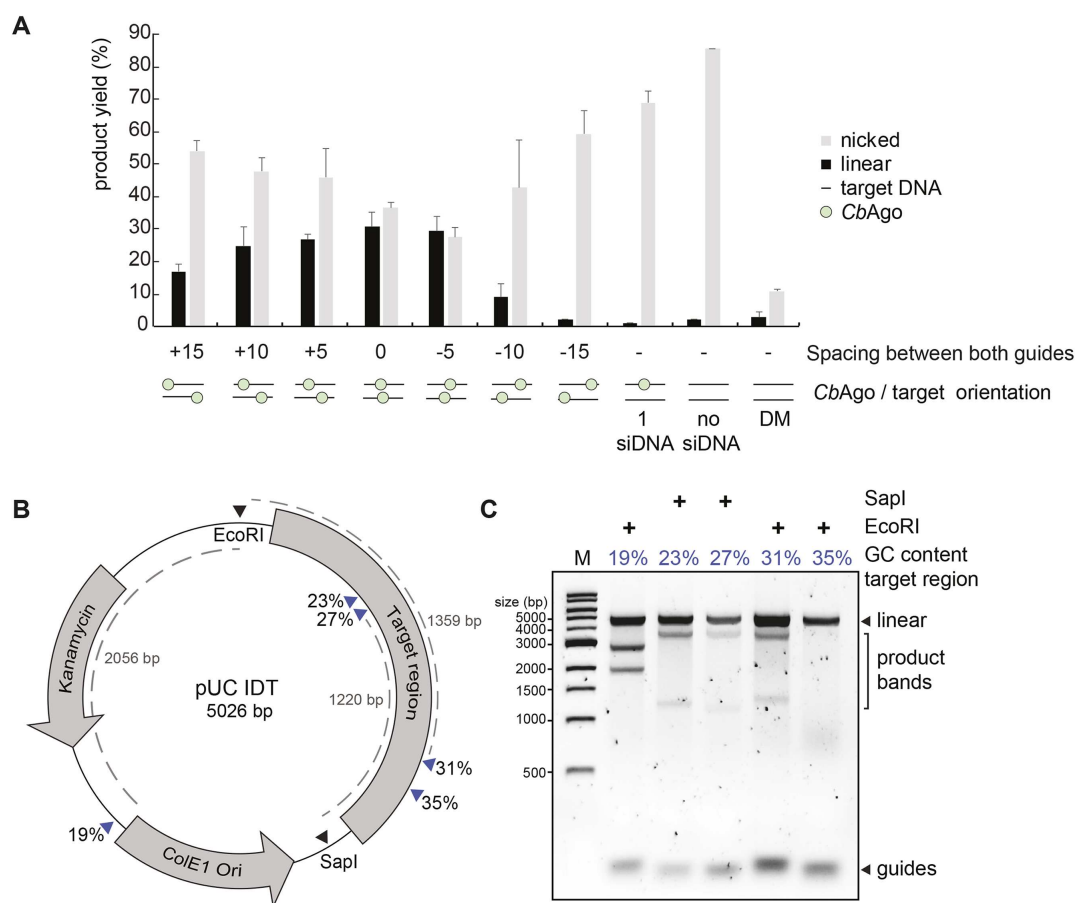 A
product yield (%)
90
80
70
60
50
40
30
20
10
0
nicked
linear
target DNA
CbAgo
+15 +10 +5 0 -5 -10 -15 - - - Spacing between both guides
CbAgo / target orientation
1 siDNA
no siDNA
DM
B
EcoRI
23%
27%
Target region
1359 bp
Kanamycin
2056 bp
pUC IDT
5026 bp
1220 bp
31%
35%
19%
ColE1 Ori
SapI
C
+ + SapI
+ + + EcoRI
M 19% 23% 27% 31% 35% GC content
target region
size (bp)
5000
4000
3000
2000
1500
1000
500
linear
product
bands
guides